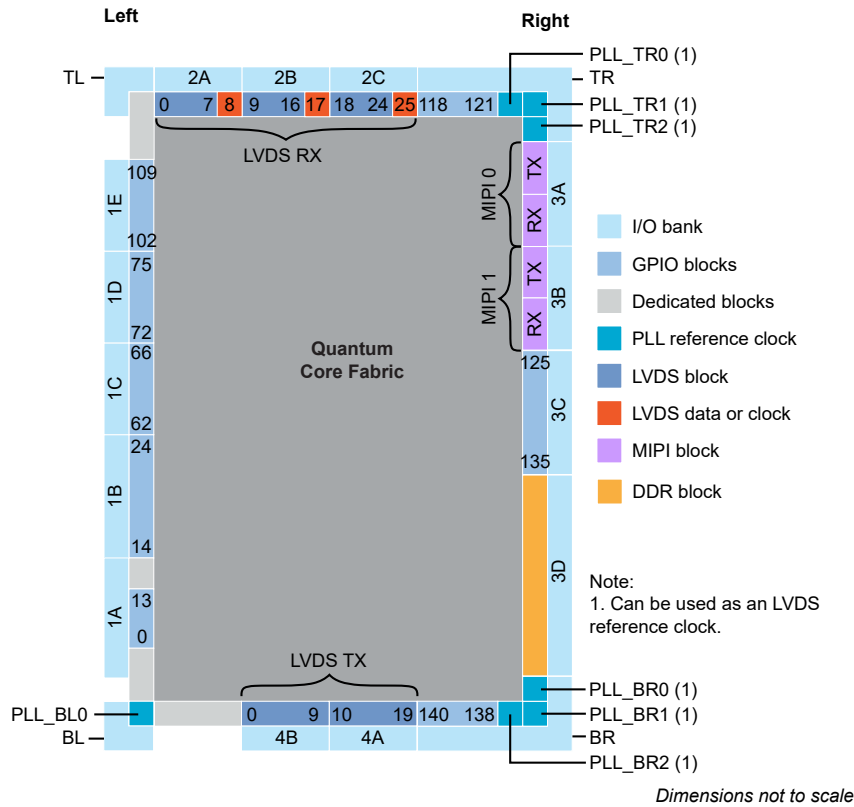 Left
Right
PLL_TR0 (1)
TL
2A
2B
2C
TR
0
7
8
9
16
17
18
24
25
118
121
PLL_TR1 (1)
PLL_TR2 (1)
LVDS RX
109
1E
102
MIPI 0
TX
RX
3A
75
1D
72
MIPI 1
TX
RX
3B
I/O bank
GPIO blocks
Dedicated blocks
PLL reference clock
LVDS block
LVDS data or clock
MIPI block
DDR block
Quantum
Core Fabric
66
1C
62
125
3C
135
24
1B
14
3D
13
1A
0
Note:
1. Can be used as an LVDS
reference clock.
LVDS TX
PLL_BR0 (1)
PLL_BL0
0
9
10
19
140
138
PLL_BR1 (1)
BL
4B
4A
BR
PLL_BR2 (1)
Dimensions not to scale